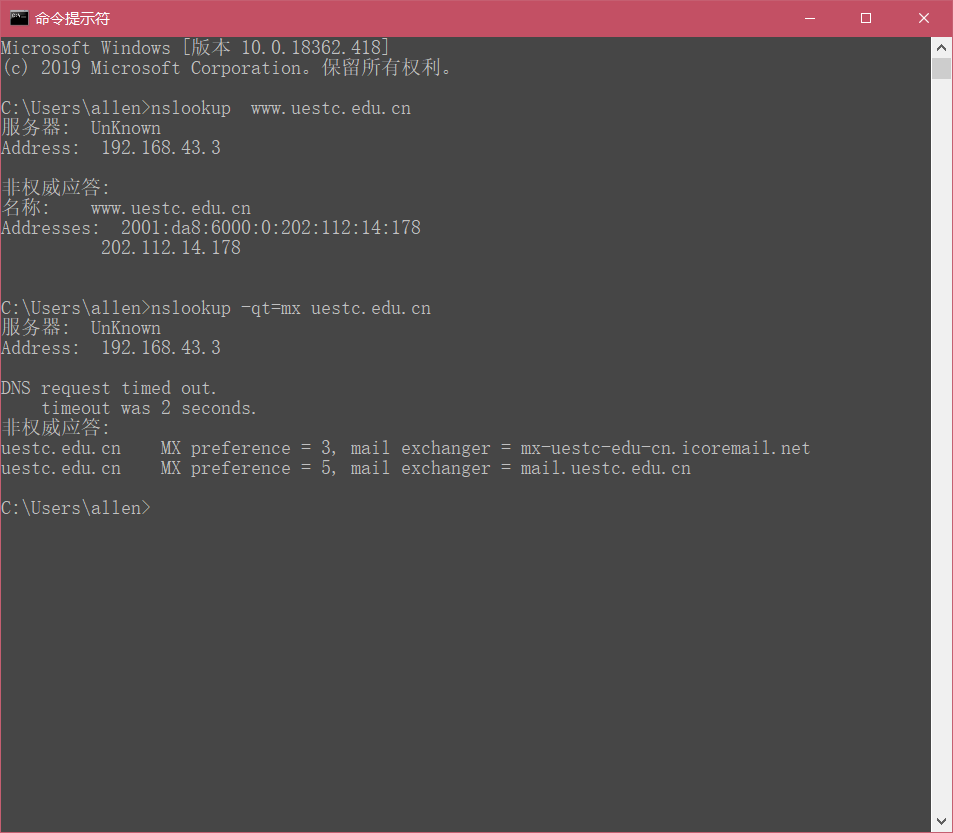 命令提示符
Microsoft Windows [版本 10.0.18362.418]
(c) 2019 Microsoft Corporation。保留所有权利。
C:\Users\allen>nslookup  www.uestc.edu.cn
服务器:  UnKnown
Address:  192.168.43.3
非权威应答:
名称:    www.uestc.edu.cn
Addresses:  2001:da8:6000:0:202:112:14:178
          202.112.14.178
C:\Users\allen>nslookup -qt=mx uestc.edu.cn
服务器:  UnKnown
Address:  192.168.43.3
DNS request timed out.
    timeout was 2 seconds.
非权威应答:
uestc.edu.cn    MX preference = 3, mail exchanger = mx-uestc-edu-cn.icoremail.net
uestc.edu.cn    MX preference = 5, mail exchanger = mail.uestc.edu.cn
C:\Users\allen>